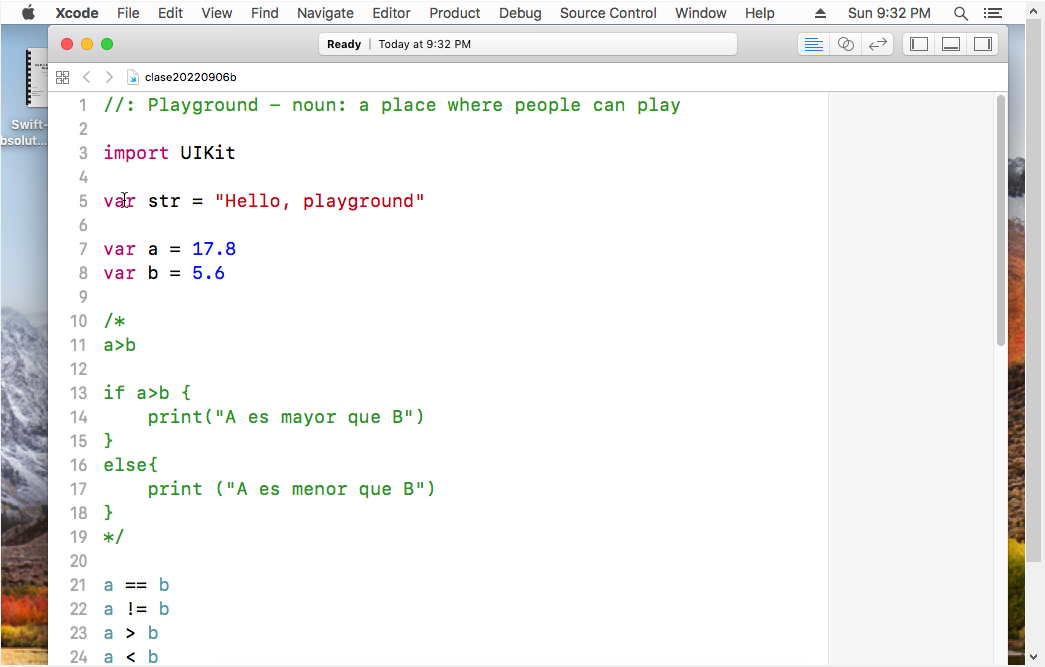 Xcode File Edit View Find Navigate Editor Product Debug Source Control Window Help Sun 9:32 PM
Ready | Today at 9:32 PM
clase20220906b
Swift-
bsolut...
1 //: Playground – noun: a place where people can play
2
3 import UIKit
4
5 var str = "Hello, playground"
6
7 var a = 17.8
8 var b = 5.6
9
10 /*
11 a>b
12
13 if a>b {
14 print("A es mayor que B")
15 }
16 else{
17 print ("A es menor que B")
18 }
19 */
20
21 a == b
22 a != b
23 a > b
24 a < b